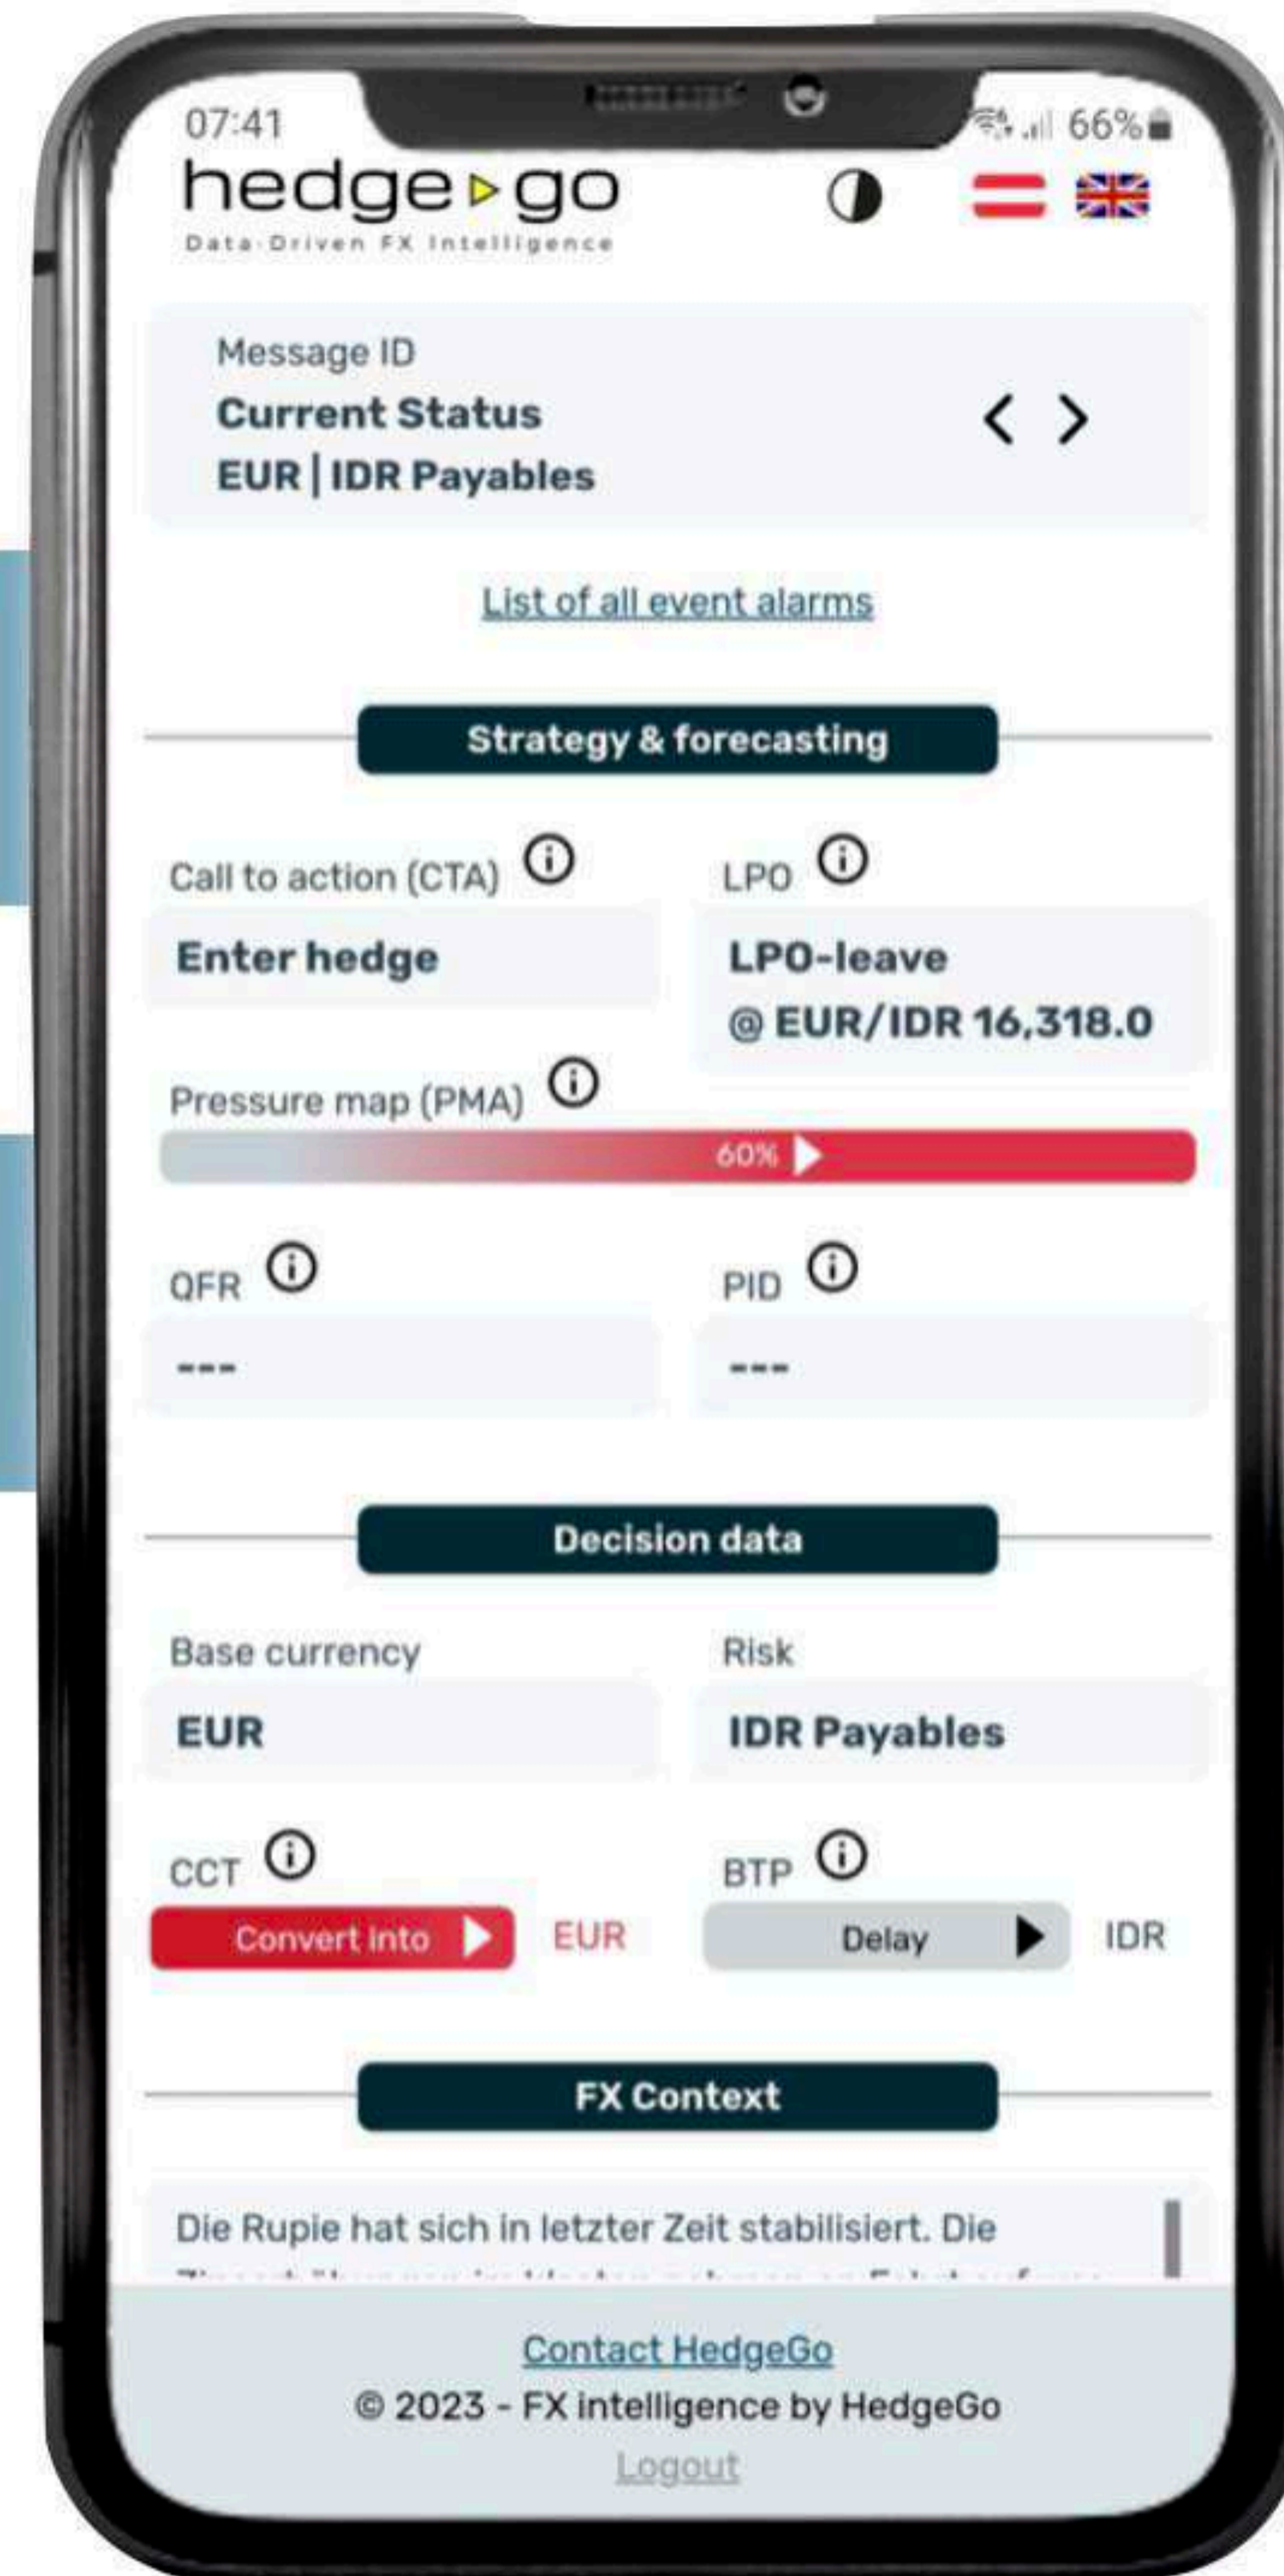 07:41
66%
hedge go
Data-Driven FX Intelligence
Message ID
Current Status
EUR | IDR Payables
List of all event alarms
Strategy & forecasting
Call to action (CTA)
LPO
Enter hedge
LPO-leave
@ EUR/IDR 16,318.0
Pressure map (PMA)
60%
QFR
PID
---
---
Decision data
Base currency
Risk
EUR
IDR Payables
CCT
BTP
Convert into
EUR
Delay
IDR
FX Context
Die Rupie hat sich in letzter Zeit stabilisiert. Die
Contact HedgeGo
© 2023 - FX intelligence by HedgeGo
Logout